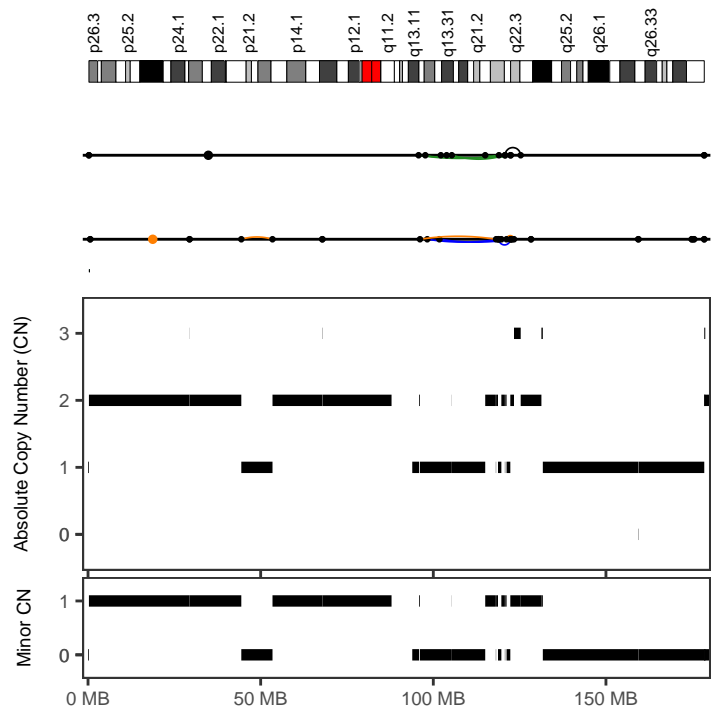 p26.3
p25.2
p24.1
p22.1
p21.2
p14.1
p12.1
q11.2
q13.11
q13.31
q21.2
q22.3
q25.2
q26.1
q26.33
Absolute Copy Number (CN)
3
2
1
0
Minor CN
1
0
0 MB
50 MB
100 MB
150 MB